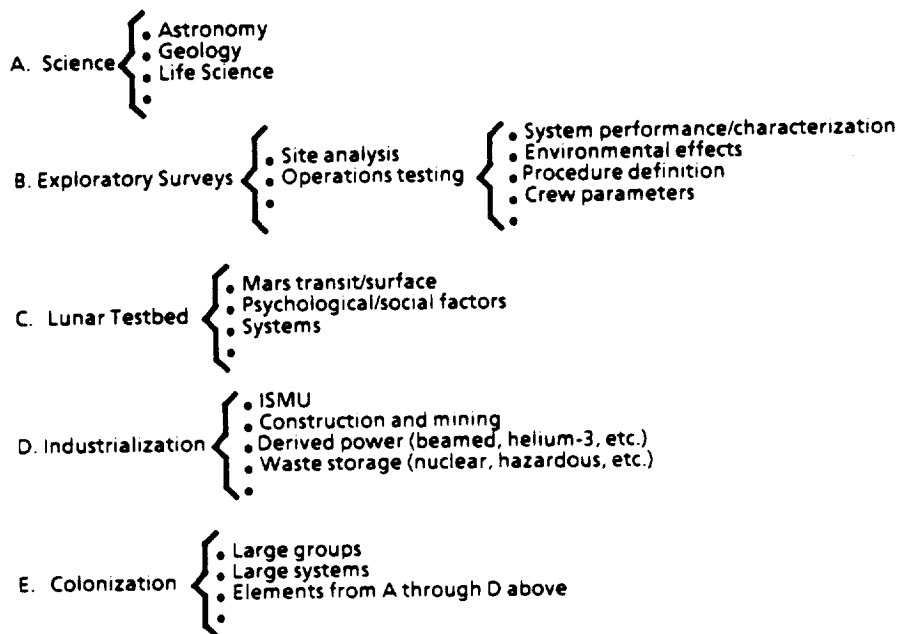 A. Science
• Astronomy
• Geology
• Life Science
•
B. Exploratory Surveys
• Site analysis
• Operations testing
•
• System performance/characterization
• Environmental effects
• Procedure definition
• Crew parameters
•
C. Lunar Testbed
• Mars transit/surface
• Psychological/social factors
• Systems
•
D. Industrialization
• ISMU
• Construction and mining
• Derived power (beamed, helium-3, etc.)
• Waste storage (nuclear, hazardous, etc.)
•
E. Colonization
• Large groups
• Large systems
• Elements from A through D above
•